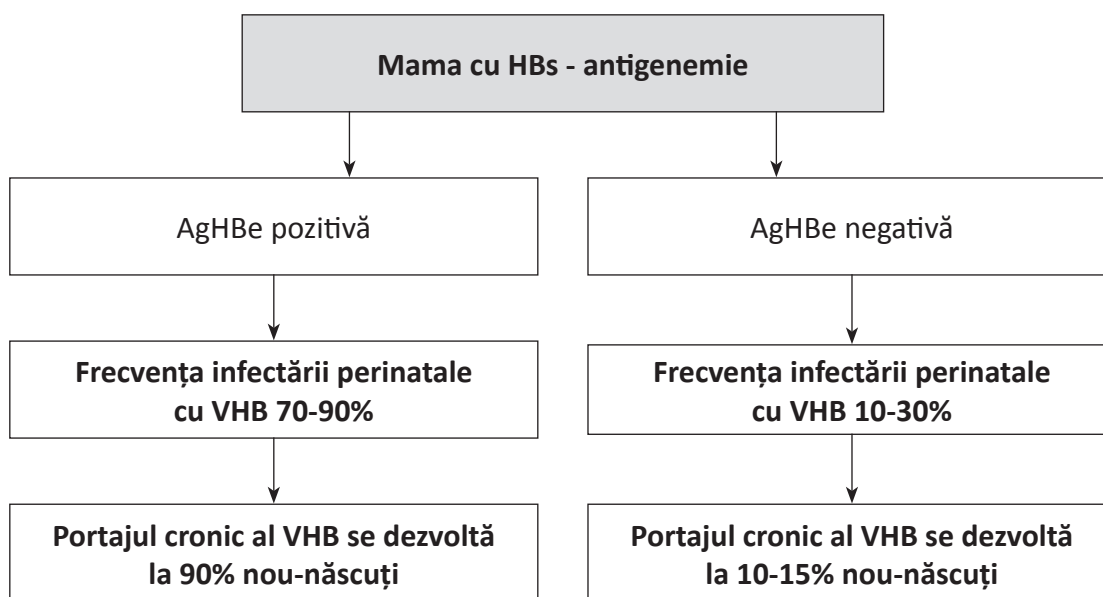 Mama cu HBs - antigenemie
AgHBe pozitivă
AgHBe negativă
Frecvența infectării perinatale
cu VHB 70-90%
Frecvența infectării perinatale
cu VHB 10-30%
Portajul cronic al VHB se dezvoltă
la 90% nou-născuți
Portajul cronic al VHB se dezvoltă
la 10-15% nou-născuți